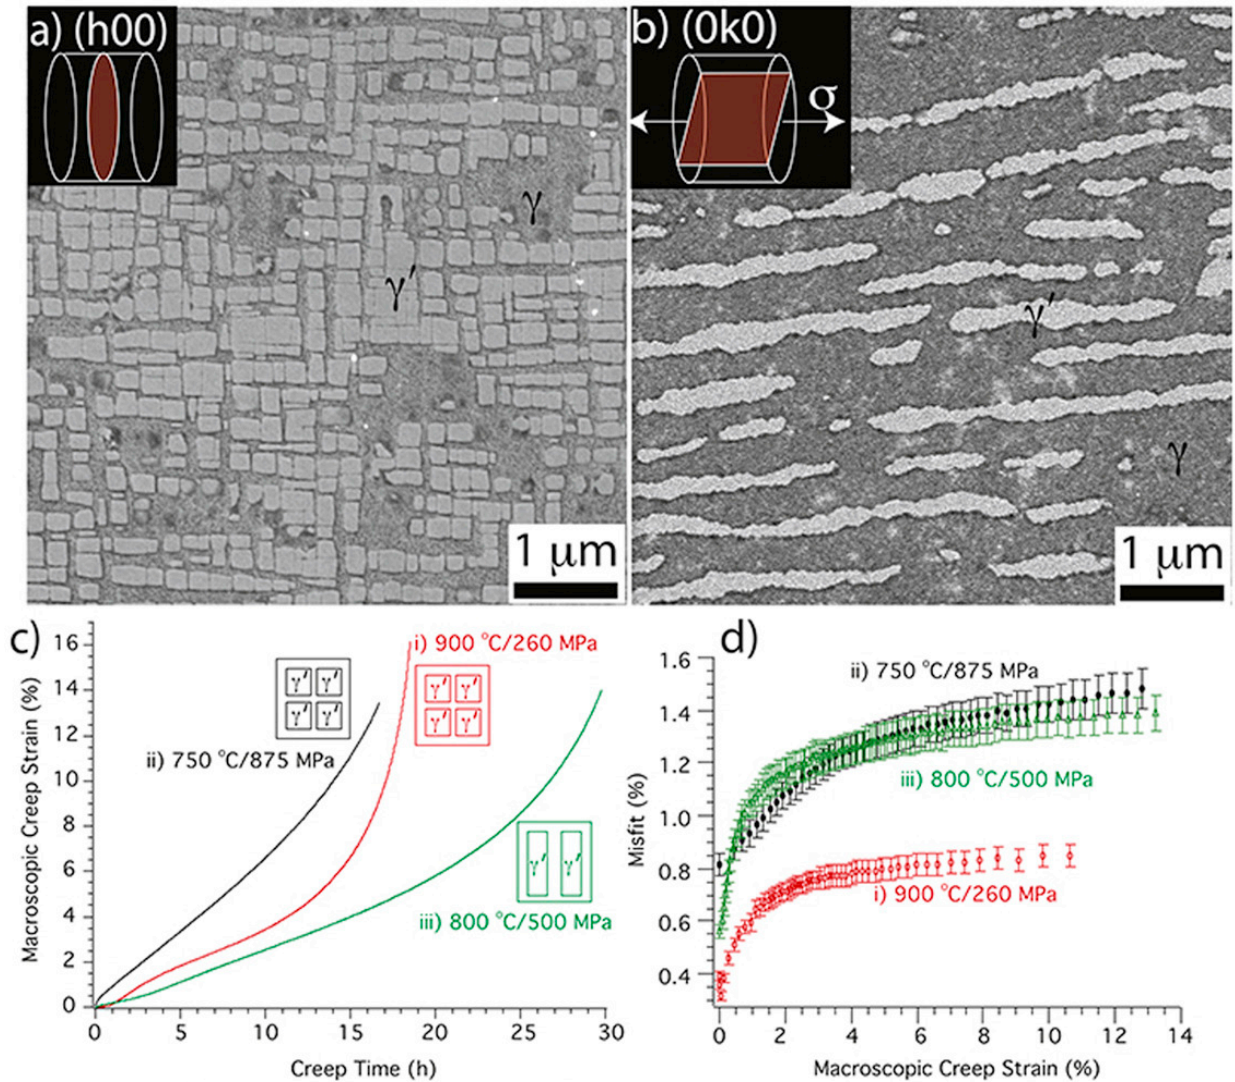 a) (h00)
γ
γ'
1 μm
b) (0k0)
σ
γ'
γ
1 μm
c)
16
14
12
10
8
6
4
2
0
Macroscopic Creep Strain (%)
i) 900 °C/260 MPa
γ' γ'
γ' γ'
γ' γ'
γ' γ'
ii) 750 °C/875 MPa
γ' γ'
iii) 800 °C/500 MPa
0 5 10 15 20 25 30
Creep Time (h)
d)
1.6
1.4
1.2
1.0
0.8
0.6
0.4
Misfit (%)
ii) 750 °C/875 MPa
iii) 800 °C/500 MPa
i) 900 °C/260 MPa
0 2 4 6 8 10 12 14
Macroscopic Creep Strain (%)